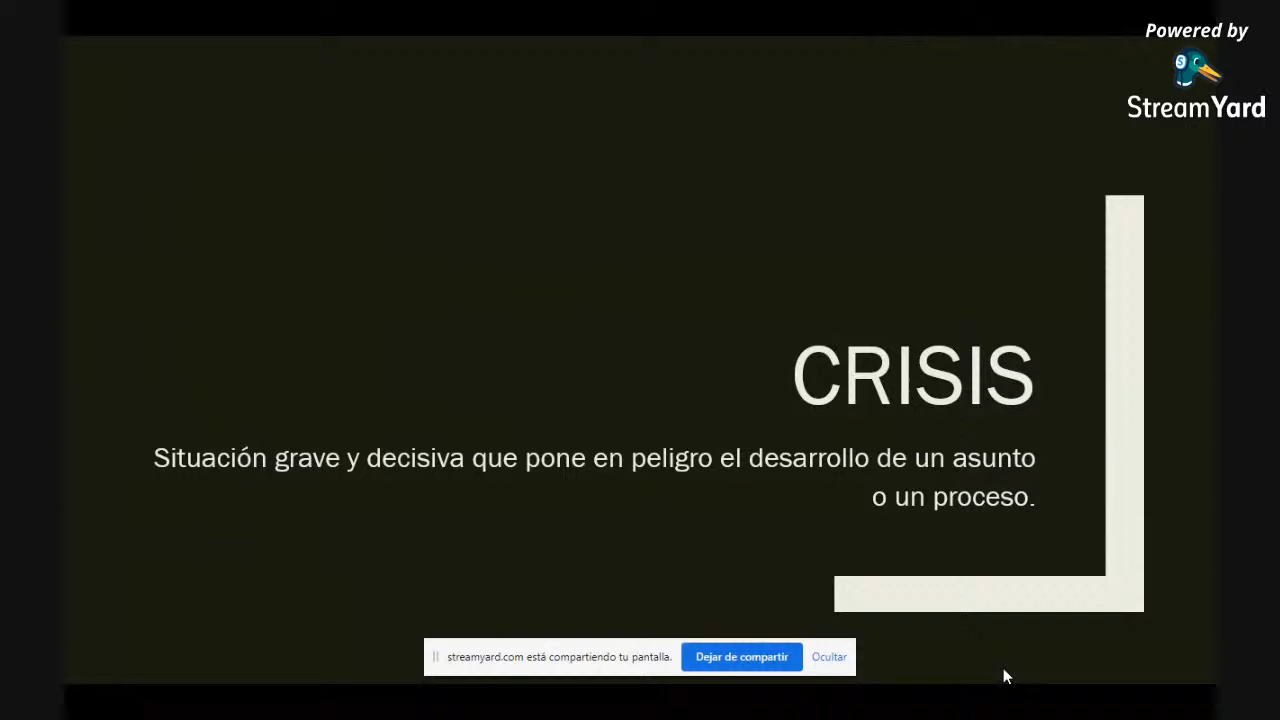 Powered by
StreamYard
CRISIS
Situación grave y decisiva que pone en peligro el desarrollo de un asunto
o un proceso.
streamyard.com está compartiendo tu pantalla. Dejar de compartir Ocultar